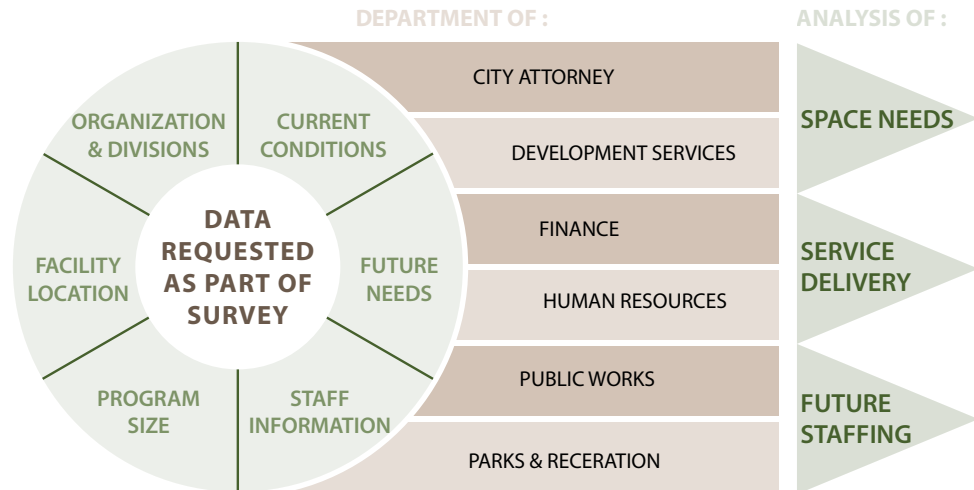 DEPARTMENT OF :
ANALYSIS OF :
ORGANIZATION
& DIVISIONS
CURRENT
CONDITIONS
FACILITY
LOCATION
DATA
REQUESTED
AS PART OF
SURVEY
FUTURE
NEEDS
PROGRAM
SIZE
STAFF
INFORMATION
CITY ATTORNEY
DEVELOPMENT SERVICES
FINANCE
HUMAN RESOURCES
PUBLIC WORKS
PARKS & RECERATION
SPACE NEEDS
SERVICE
DELIVERY
FUTURE
STAFFING